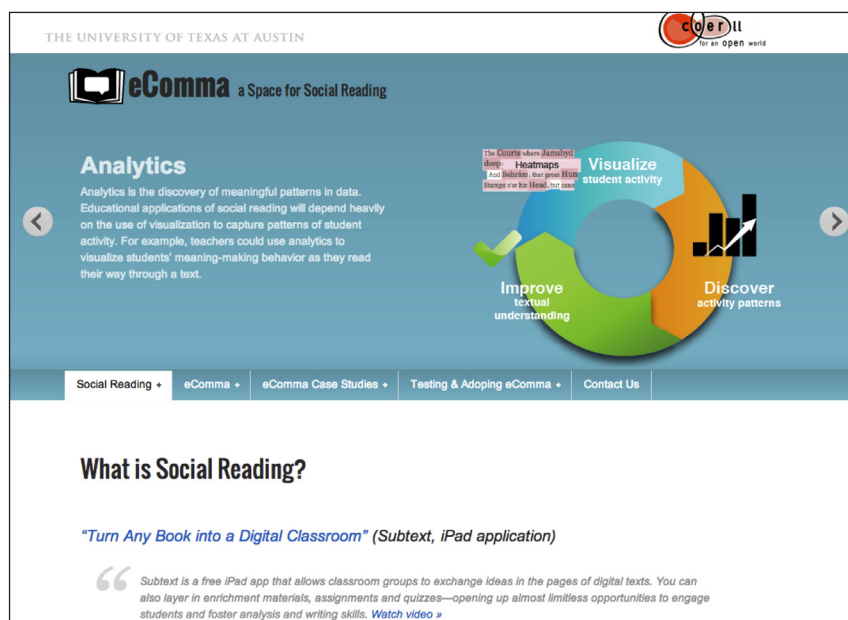 THE UNIVERSITY OF TEXAS AT AUSTIN
coerll
for an open world
eComma a Space for Social Reading
Analytics
Analytics is the discovery of meaningful patterns in data.
Educational applications of social reading will depend heavily
on the use of visualization to capture patterns of student
activity. For example, teachers could use analytics to
visualize students' meaning-making behavior as they read
their way through a text.
The Courts where Jamshyd
deep: Heatmaps
And Bahrám, that great Hun
Stamps o'er his Head, but cann
Visualize
student activity
Improve
textual
understanding
Discover
activity patterns
Social Reading + eComma + eComma Case Studies + Testing & Adopting eComma + Contact Us
What is Social Reading?
“Turn Any Book into a Digital Classroom” (Subtext, iPad application)
“ Subtext is a free iPad app that allows classroom groups to exchange ideas in the pages of digital texts. You can
also layer in enrichment materials, assignments and quizzes—opening up almost limitless opportunities to engage
students and foster analysis and writing skills. Watch video »